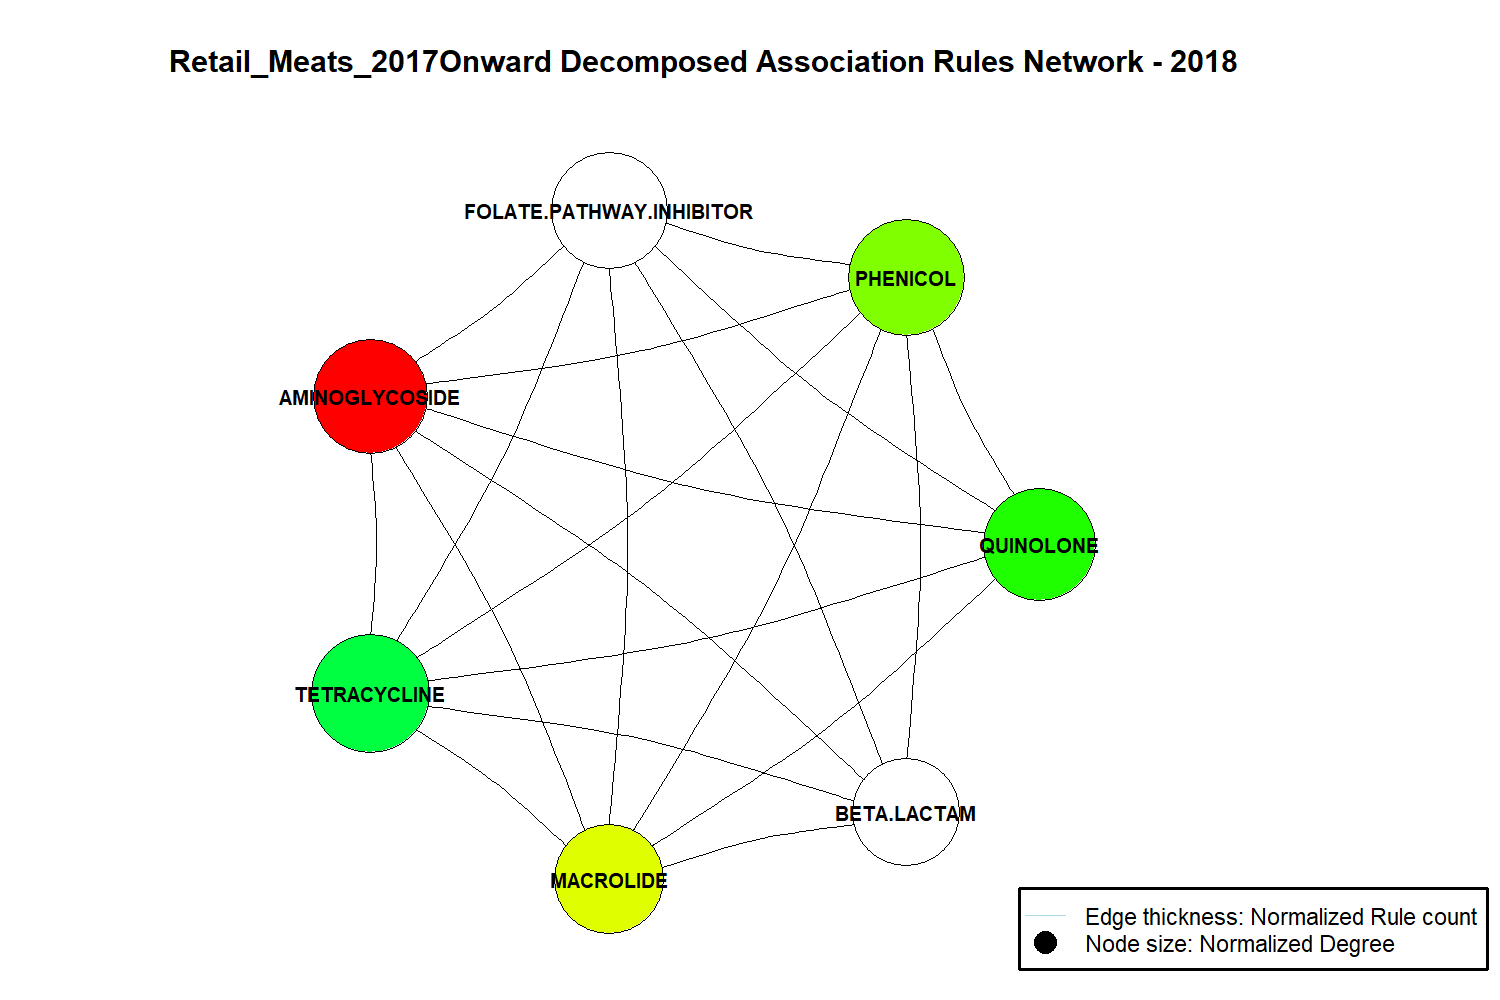 Retail_Meats_2017Onward Decomposed Association Rules Network - 2018
FOLATE.PATHWAY.INHIBITOR
PHENICOL
AMINOGLYCOSIDE
QUINOLONE
TETRACYCLINE
BETA.LACTAM
MACROLIDE
Edge thickness: Normalized Rule count
Node size: Normalized Degree